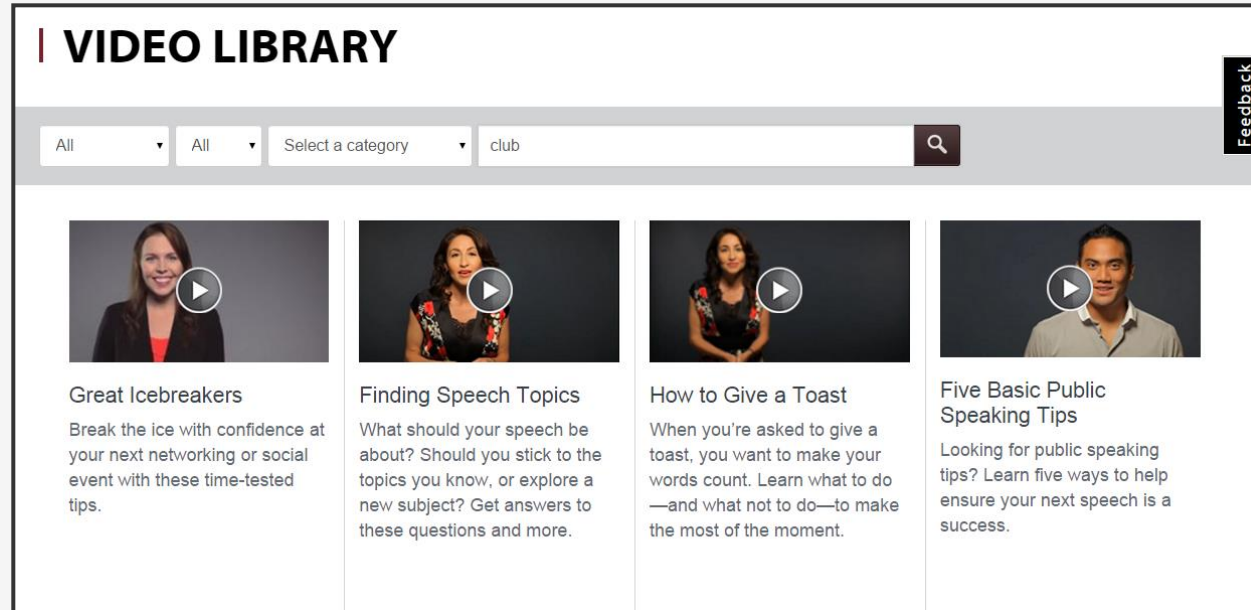 VIDEO LIBRARY
Feedback
All
All
Select a category
club
Great Icebreakers
Break the ice with confidence at
your next networking or social
event with these time-tested
tips.
Finding Speech Topics
What should your speech be
about? Should you stick to the
topics you know, or explore a
new subject? Get answers to
these questions and more.
How to Give a Toast
When you're asked to give a
toast, you want to make your
words count. Learn what to do
—and what not to do—to make
the most of the moment.
Five Basic Public
Speaking Tips
Looking for public speaking
tips? Learn five ways to help
ensure your next speech is a
success.